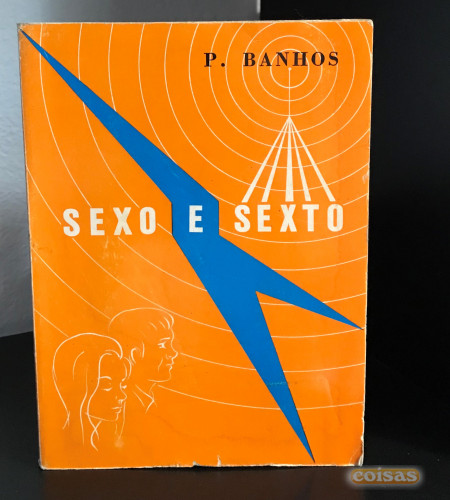 P. BANHOS
SEXO E SEXTO
coisas